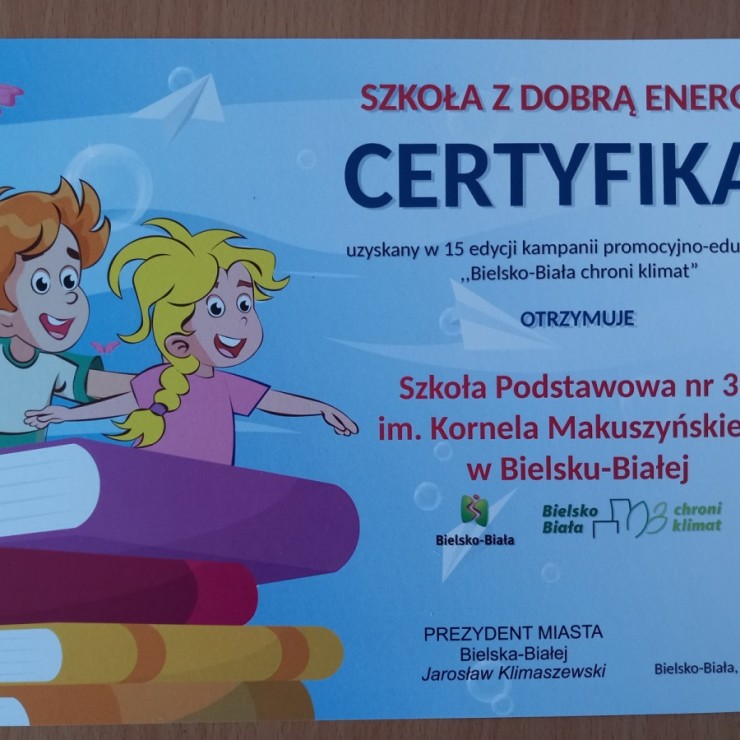 SZKOŁA Z DOBRĄ ENERG
CERTYFIKA
uzyskany w 15 edycji kampanii promocyjno-edu
,,Bielsko-Biała chroni klimat”
OTRZYMUJE
Szkoła Podstawowa nr 3
im. Kornela Makuszyńskie
w Bielsku-Białej
Bielsko-Biała
Bielsko
Biała
chroni
klimat
PREZYDENT MIASTA
Bielska-Białej
Jarosław Klimaszewski
Bielsko-Biała,